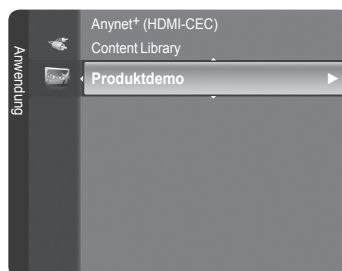 Anwendung
Anynet+ (HDMI-CEC)
Content Library
Produktdemo